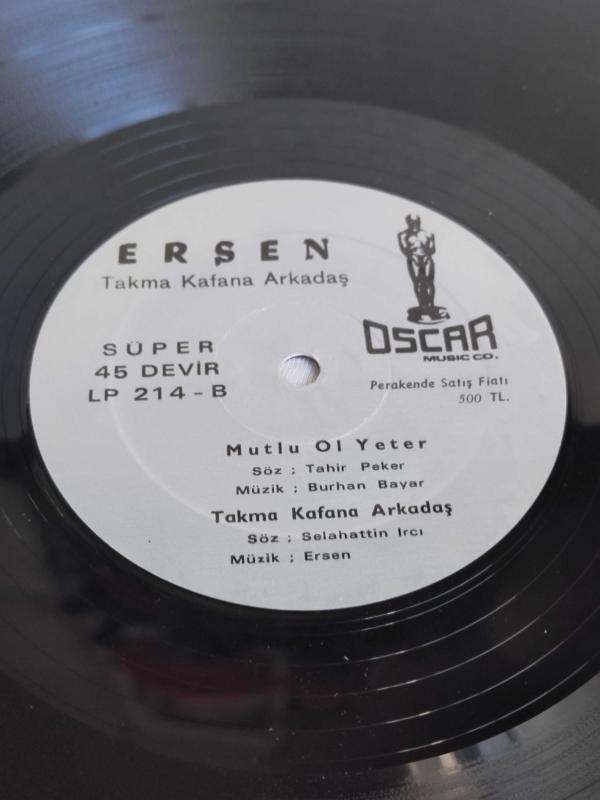 ERSEN
Takma Kafana Arkadaş
OSCAR
MUSIC CO.
SÜPER
45 DEVİR
LP 214 - B
Perakende Satış Fiatı
500 TL.
Mutlu Ol Yeter
Söz ; Tahir Peker
Müzik ; Burhan Bayar
Takma Kafana Arkadaş
Söz ; Selahattin Ircı
Müzik ; Ersen